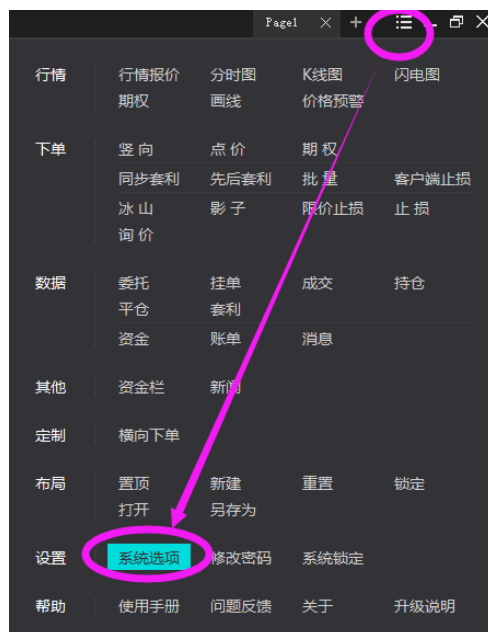 Page1
行情 行情报价 分时图 K线图 闪电图
期权 画线 价格预警
下单 竖向 点价 期权
同步套利 先后套利 批量 客户端止损
冰山 影子 限价止损 止损
询价
数据 委托 挂单 成交 持仓
平仓 套利
资金 账单 消息
其他 资金栏 新闻
定制 横向下单
布局 置顶 新建 重置 锁定
打开 另存为
设置 系统选项 修改密码 系统锁定
帮助 使用手册 问题反馈 关于 升级说明